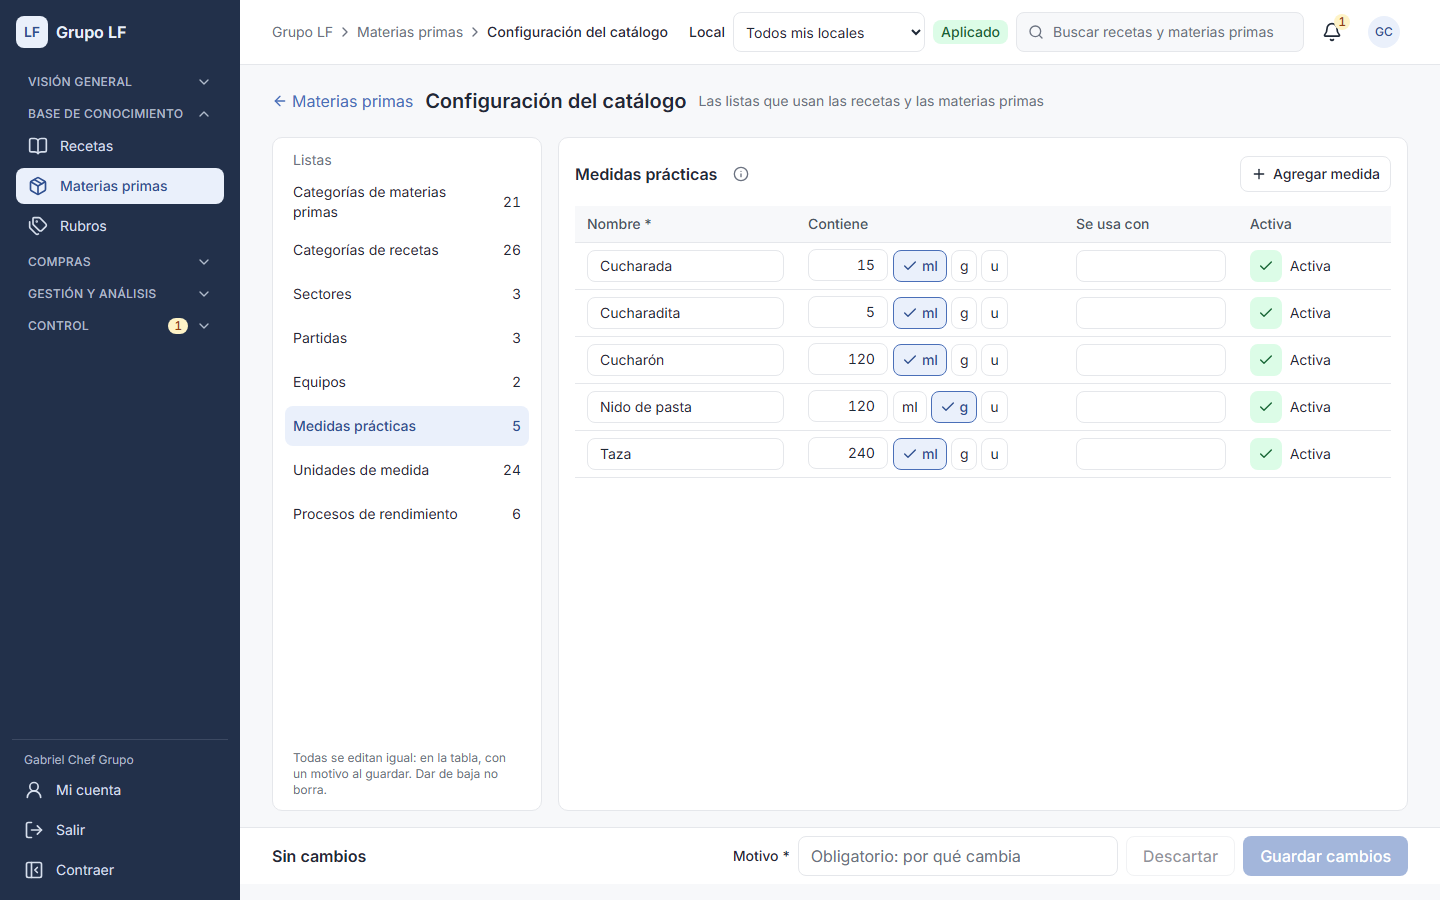 LF Grupo LF
VISIÓN GENERAL
BASE DE CONOCIMIENTO
Recetas
Materias primas
Rubros
COMPRAS
GESTIÓN Y ANÁLISIS
CONTROL 1
Gabriel Chef Grupo
Mi cuenta
Salir
Contraer
Grupo LF > Materias primas > Configuración del catálogo
Local
Todos mis locales
Aplicado
Buscar recetas y materias primas
1
GC
← Materias primas
Configuración del catálogo
Las listas que usan las recetas y las materias primas
Listas
Categorías de materias
primas 21
Categorías de recetas 26
Sectores 3
Partidas 3
Equipos 2
Medidas prácticas 5
Unidades de medida 24
Procesos de rendimiento 6
Todas se editan igual: en la tabla, con
un motivo al guardar. Dar de baja no
borra.
Medidas prácticas
+ Agregar medida
Nombre * Contiene Se usa con Activa
Cucharada 15 ml g u Activa
Cucharadita 5 ml g u Activa
Cucharón 120 ml g u Activa
Nido de pasta 120 ml g u Activa
Taza 240 ml g u Activa
Sin cambios
Motivo *
Obligatorio: por qué cambia
Descartar
Guardar cambios